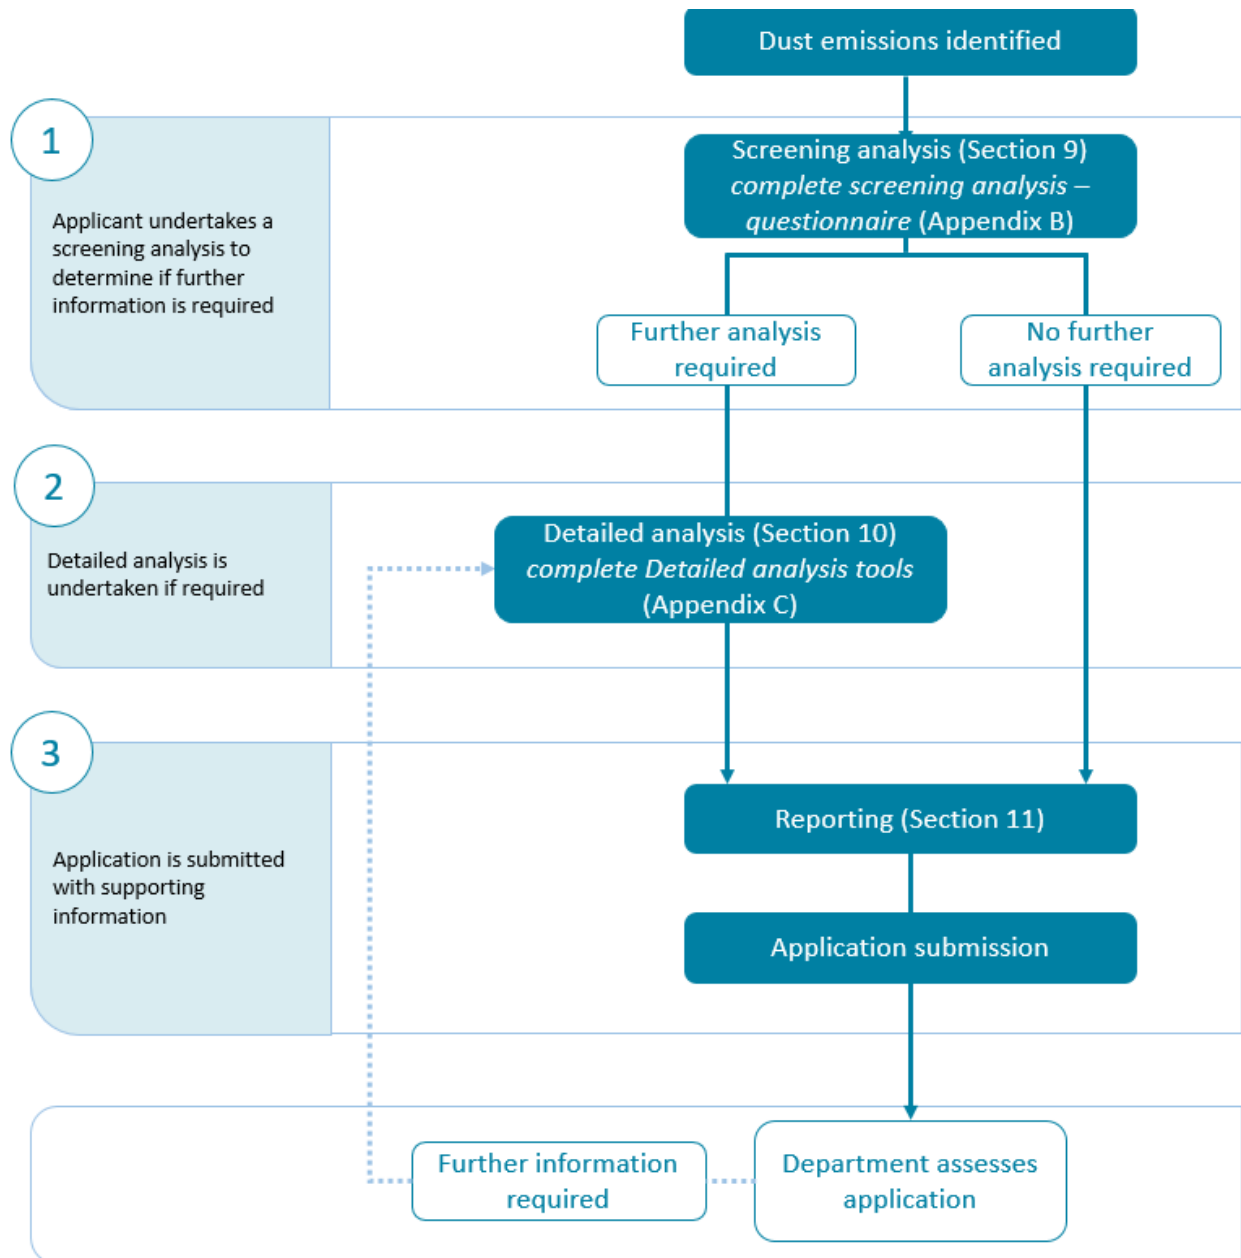 Dust emissions identified
1
Applicant undertakes a
screening analysis to
determine if further
information is required
Screening analysis (Section 9)
complete screening analysis –
questionnaire (Appendix B)
Further analysis
required
No further
analysis required
2
Detailed analysis is
undertaken if required
Detailed analysis (Section 10)
complete Detailed analysis tools
(Appendix C)
3
Application is submitted
with supporting
information
Reporting (Section 11)
Application submission
Further information
required
Department assesses
application